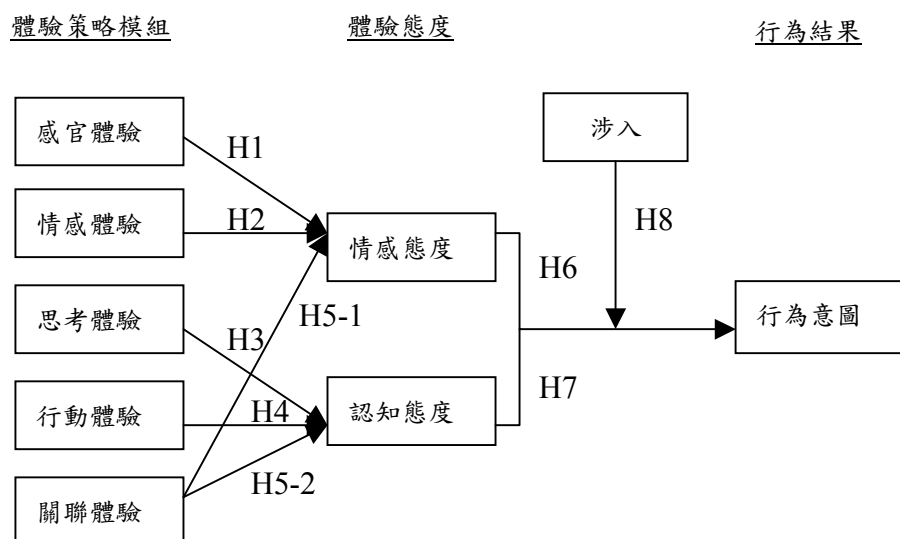 體驗策略模組
體驗態度
行為結果
感官體驗
涉入
H1
情感體驗
H2
H8
情感態度
H6
H5-1
思考體驗
H3
行為意圖
H7
行動體驗
H4
認知態度
H5-2
關聯體驗